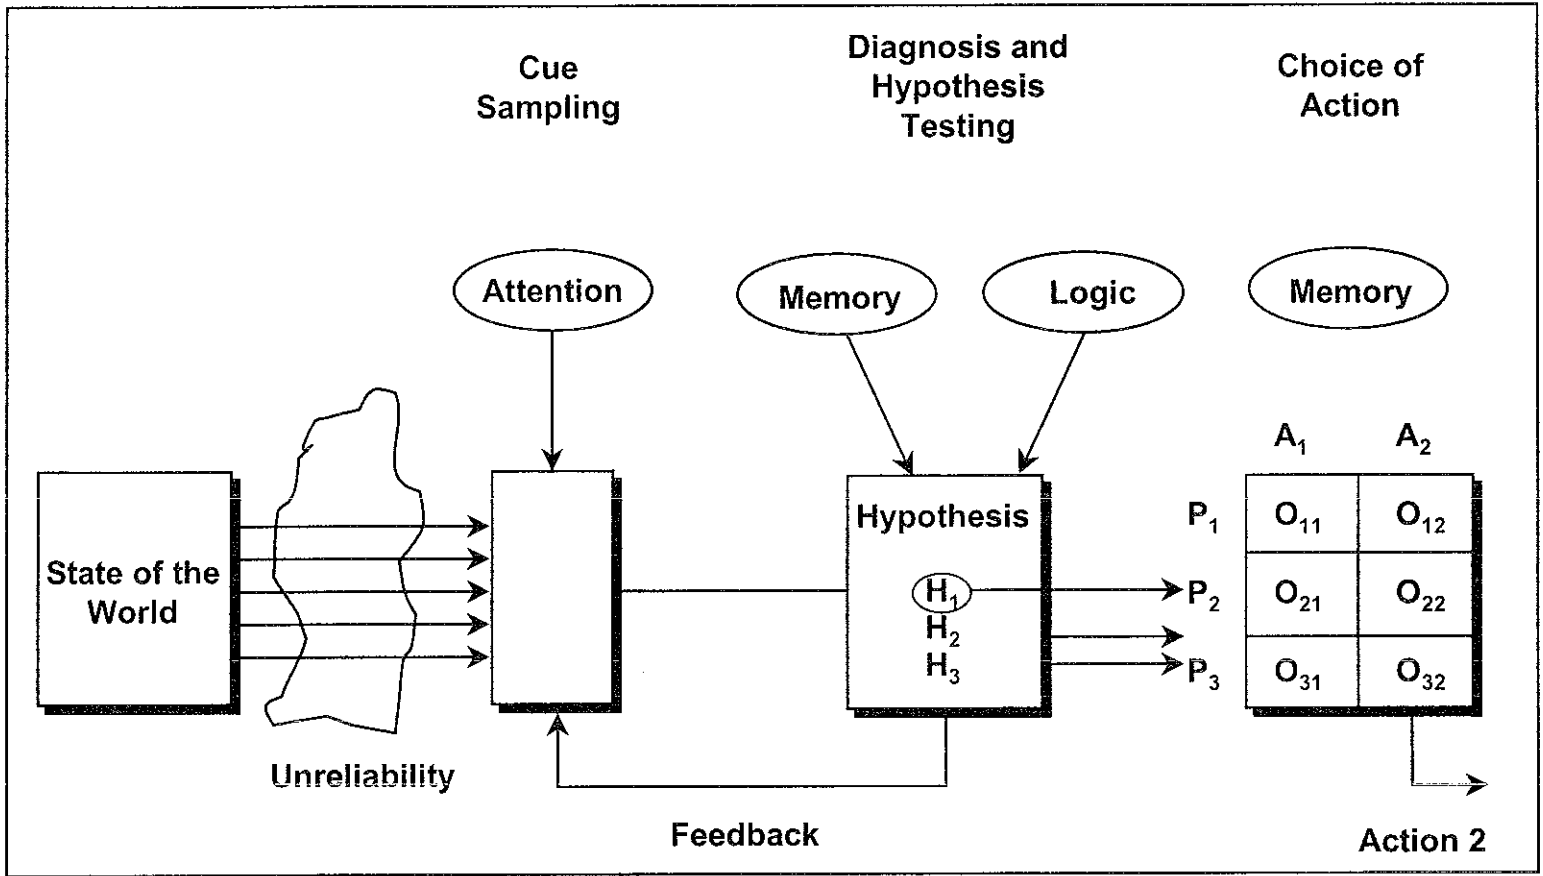 Cue
Sampling
Diagnosis and
Hypothesis
Testing
Choice of
Action
Attention
Memory
Logic
Memory
State of the
World
Unreliability
Hypothesis
H₁
H₂
H₃
Feedback
A₁ A₂
P₁ O₁₁ O₁₂
P₂ O₂₁ O₂₂
P₃ O₃₁ O₃₂
Action 2